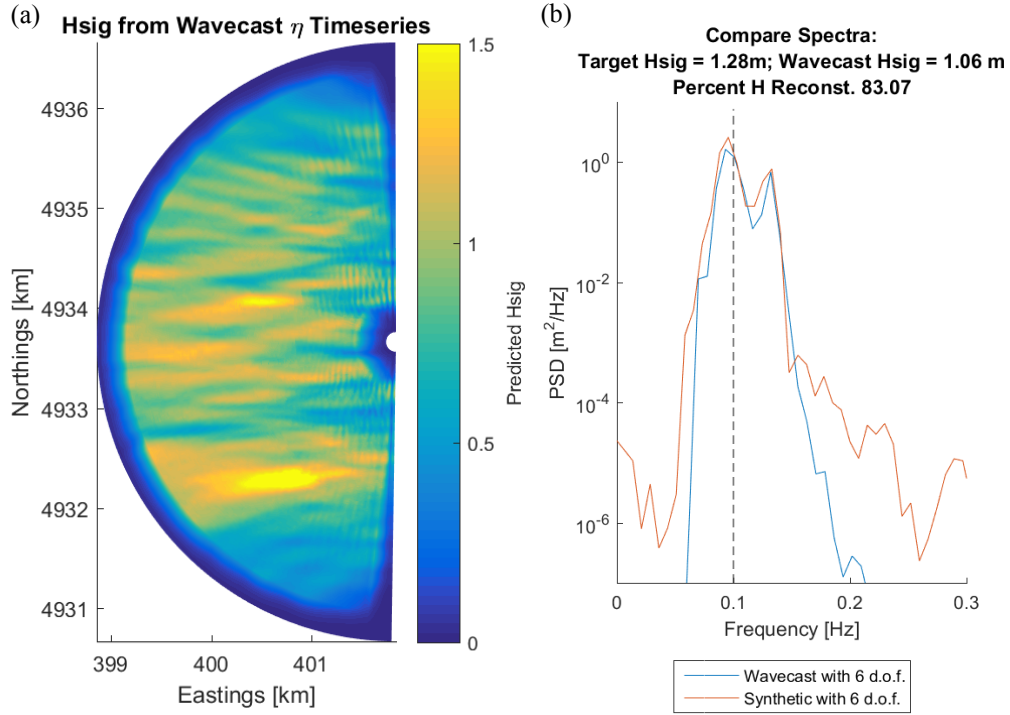 (a)
Hsig from Wavecast η Timeseries
4936
4935
4934
4933
4932
4931
Northings [km]
399
400
401
Eastings [km]
1.5
1
0.5
0
Predicted Hsig
(b)
Compare Spectra:
Target Hsig = 1.28m; Wavecast Hsig = 1.06 m
Percent H Reconst. 83.07
10⁰
10⁻²
10⁻⁴
10⁻⁶
PSD [m²/Hz]
0
0.1
0.2
0.3
Frequency [Hz]
Wavecast with 6 d.o.f.
Synthetic with 6 d.o.f.